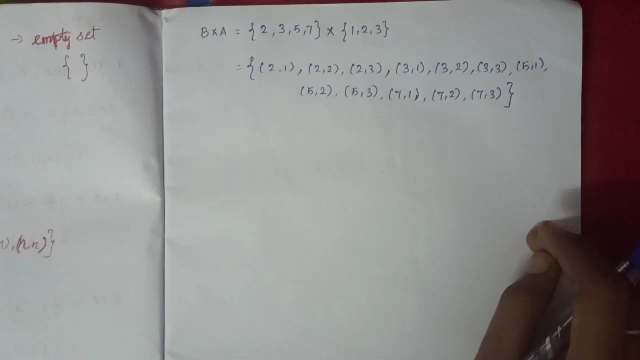 → empty set
{ }
),(n,n)}
B×A = {2,3,5,7} × {1,2,3}
= {(2,1), (2,2), (2,3), (3,1), (3,2), (3,3), (5,1),
(5,2), (5,3), (7,1), (7,2), (7,3)}